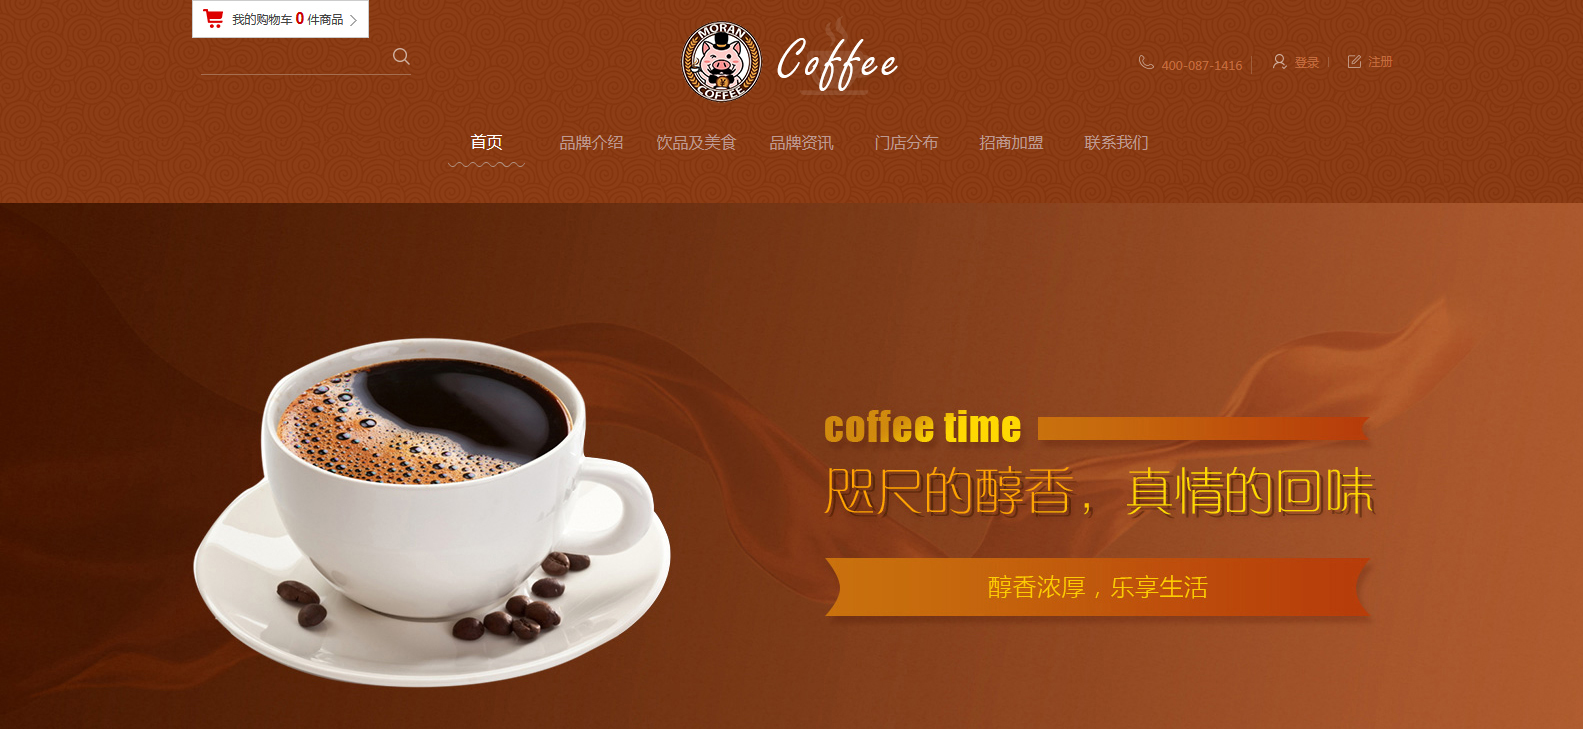 我的购物车 0 件商品
MORAN
COFFEE
Coffee
400-087-1416
登录
注册
首页
品牌介绍
饮品及美食
品牌资讯
门店分布
招商加盟
联系我们
coffee time
咫尺的醇香，真情的回味
醇香浓厚，乐享生活